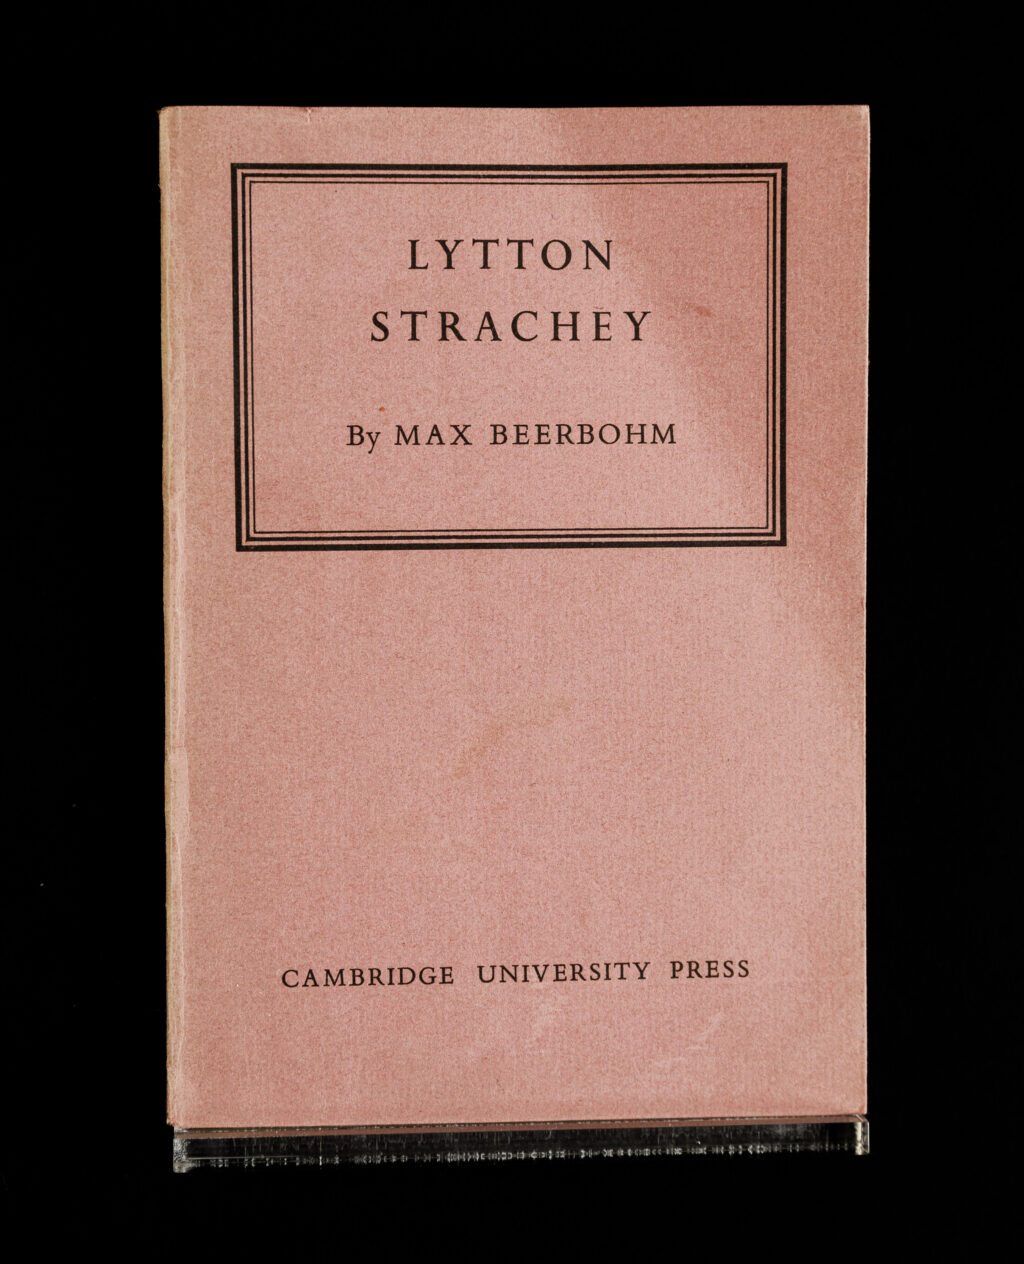 LYTTON
STRACHEY
By MAX BEERBOHM
CAMBRIDGE UNIVERSITY PRESS